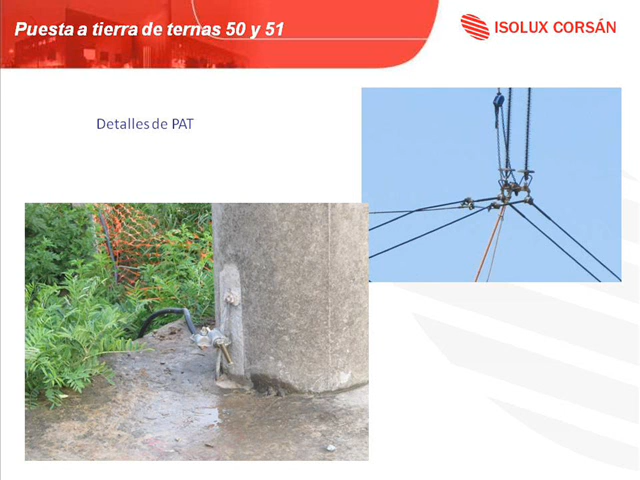 Puesta a tierra de ternas 50 y 51
ISOLUX CORSÁN
Detalles de PAT